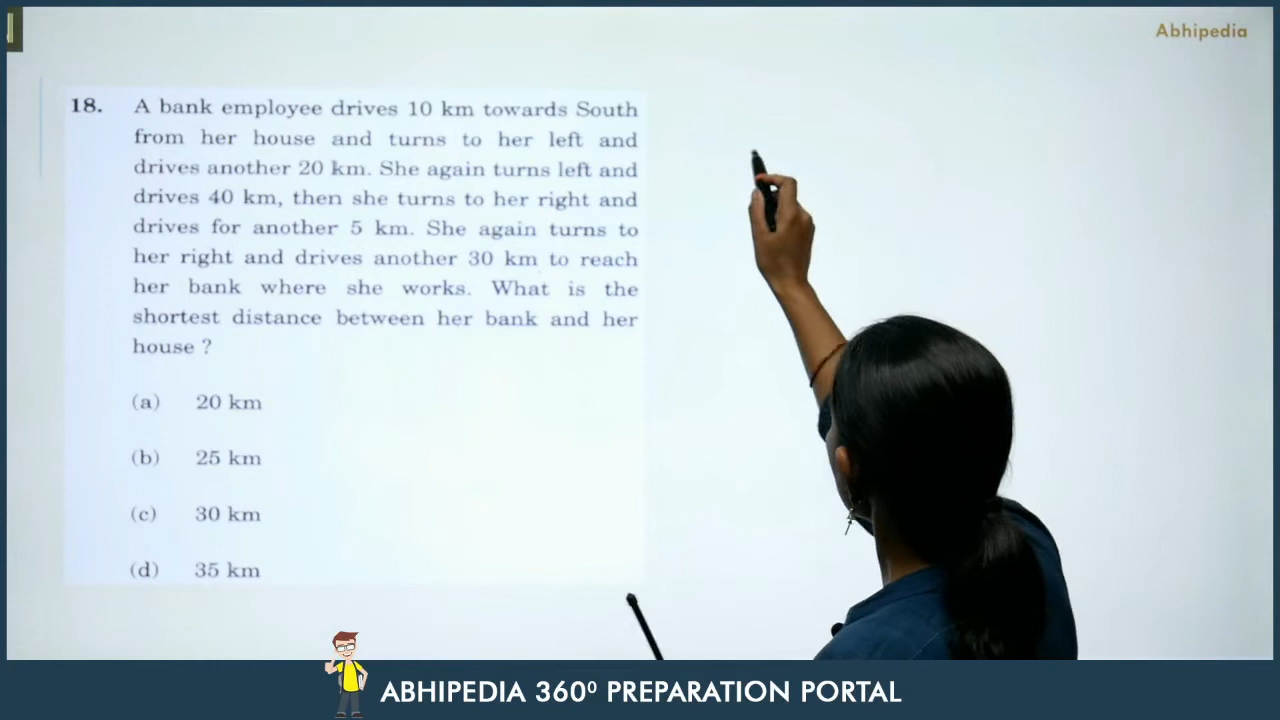 Abhipedia
18. A bank employee drives 10 km towards South
from her house and turns to her left and
drives another 20 km. She again turns left and
drives 40 km, then she turns to her right and
drives for another 5 km. She again turns to
her right and drives another 30 km to reach
her bank where she works. What is the
shortest distance between her bank and her
house ?
(a) 20 km
(b) 25 km
(c) 30 km
(d) 35 km
ABHIPEDIA 360⁰ PREPARATION PORTAL